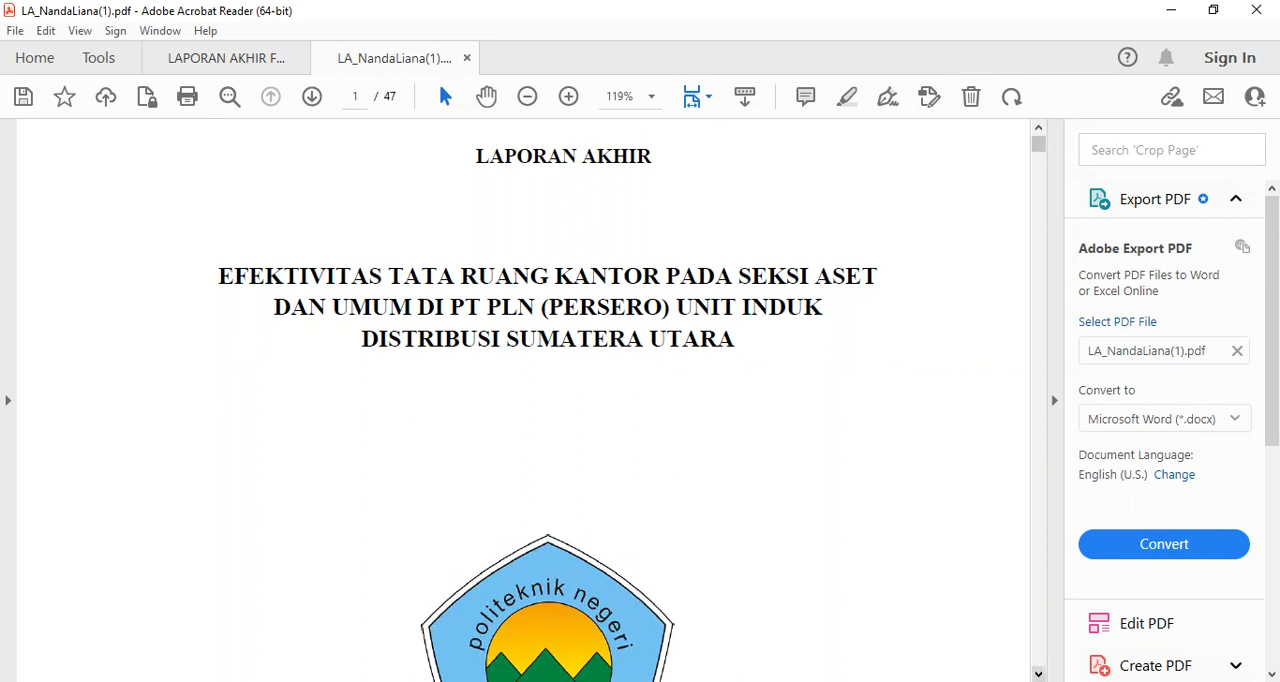 LA_NandaLiana(1).pdf - Adobe Acrobat Reader (64-bit)
File Edit View Sign Window Help
Home Tools LAPORAN AKHIR F... LA_NandaLiana(1).... × Sign In
1 / 47 119%
LAPORAN AKHIR
EFEKTIVITAS TATA RUANG KANTOR PADA SEKSI ASET
DAN UMUM DI PT PLN (PERSERO) UNIT INDUK
DISTRIBUSI SUMATERA UTARA
politeknik negeri
Search 'Crop Page'
Export PDF
Adobe Export PDF
Convert PDF Files to Word
or Excel Online
Select PDF File
LA_NandaLiana(1).pdf
Convert to
Microsoft Word (*.docx)
Document Language:
English (U.S.) Change
Convert
Edit PDF
Create PDF